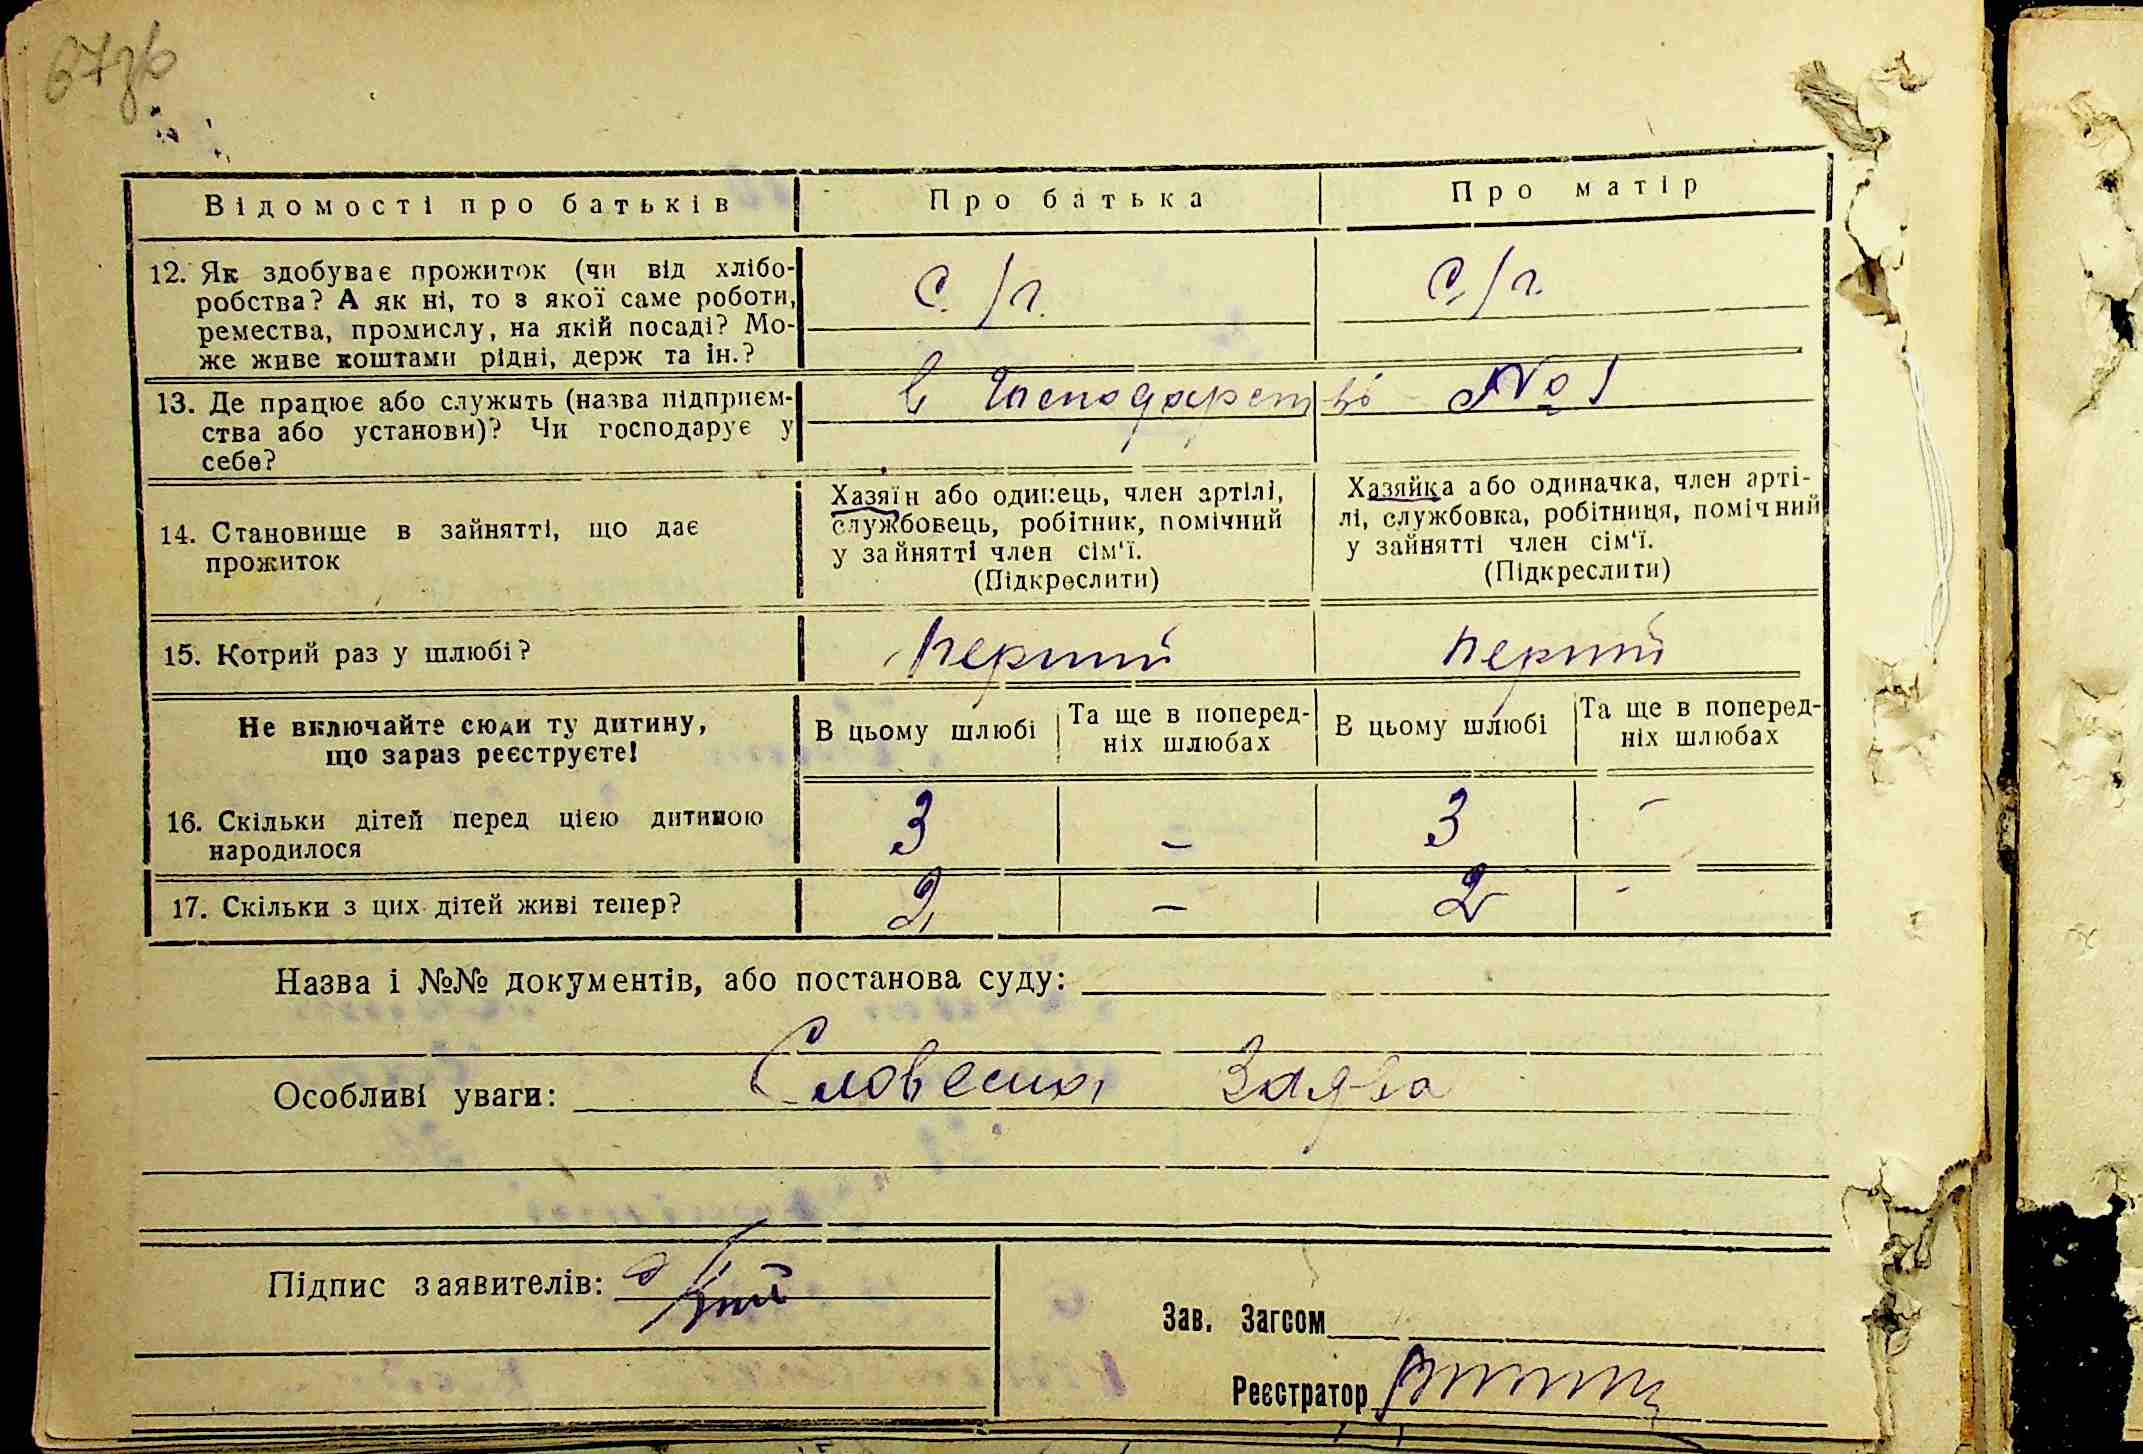 67зв
Відомості про батьків Про батька Про матір
12. Як здобуває прожиток (чи від хлібо-
робства? А як ні, то з якої саме роботи,
ремества, промислу, на якій посаді? Мо-
же живе коштами рідні, держ та ін.?
с./г. с./г.
13. Де працює або служить (назва підприєм-
ства або установи)? Чи господарує у
себе?
в господарстві №1
14. Становище в зайнятті, що дає
прожиток
Хазяїн або одинець, член артілі,
службовець, робітник, помічний
у зайнятті член сім'ї.
(Підкреслити)
Хазяйка або одиначка, член арті-
лі, службовка, робітниця, помічний
у зайнятті член сім'ї.
(Підкреслити)
15. Котрий раз у шлюбі? перший перший
Не включайте сюди ту дитину,
що зараз реєструєте!
В цьому шлюбі
Та ще в поперед-
ніх шлюбах
В цьому шлюбі
Та ще в поперед-
ніх шлюбах
16. Скільки дітей перед цією дитиною
народилося
3 – 3 –
17. Скільки з цих дітей живі тепер? 2 – 2 -
Назва і №№ документів, або постанова суду:
Особливі уваги: Словесна Заява
Підпис заявителів:
Зав. Загсом
Реєстратор